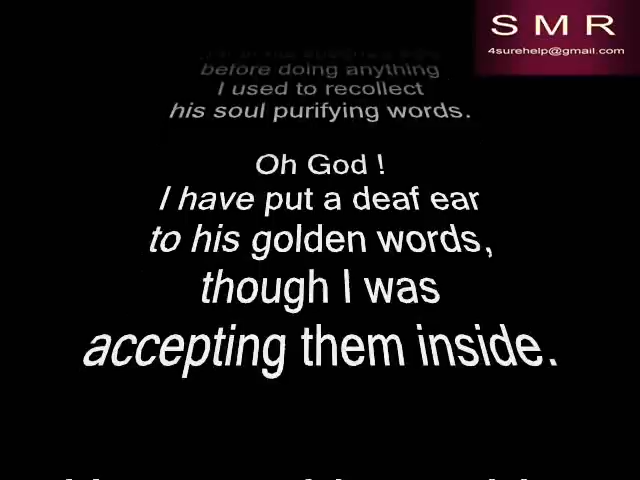 S M R
4surehelp@gmail.com
before doing anything
I used to recollect
his soul purifying words.
Oh God !
I have put a deaf ear
to his golden words,
though I was
accepting them inside.